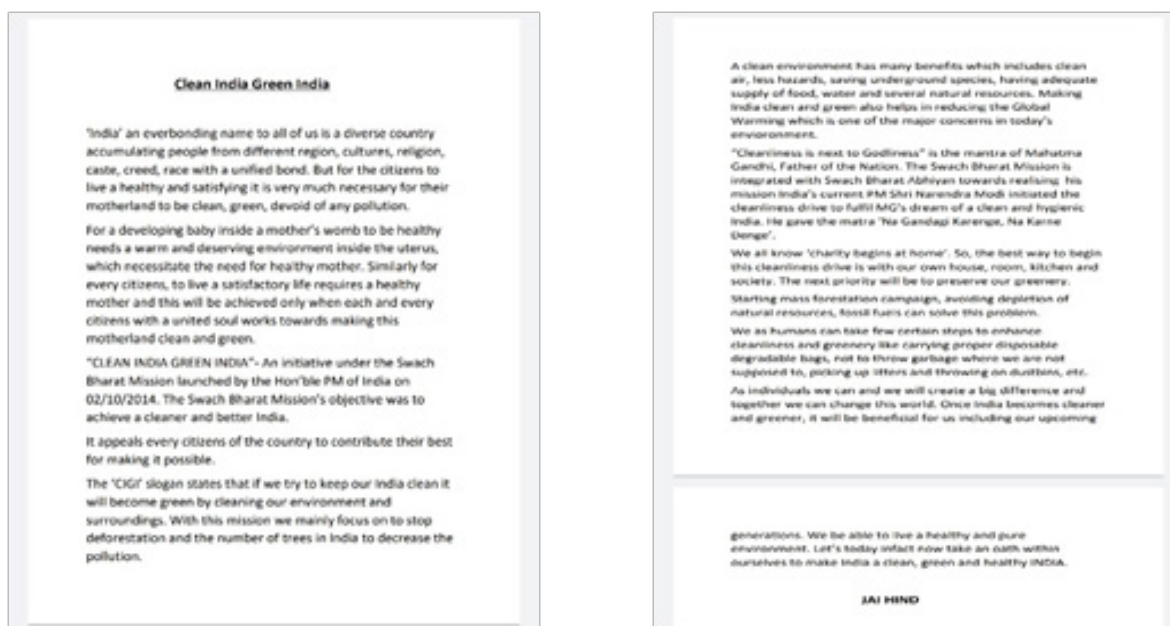 Clean India Green India
'India' an everbonding name to all of us is a diverse country
accumulating people from different region, cultures, religion,
caste, creed, race with a unified bond. But for the citizens to
live a healthy and satisfying it is very much necessary for their
motherland to be clean, green, devoid of any pollution.
For a developing baby inside a mother's womb to be healthy
needs a warm and deserving environment inside the uterus,
which necessitate the need for healthy mother. Similarly for
every citizens, to live a satisfactory life requires a healthy
mother and this will be achieved only when each and every
citizens with a united soul works towards making this
motherland clean and green.
"CLEAN INDIA GREEN INDIA"- An initiative under the Swach
Bharat Mission launched by the Hon'ble PM of India on
02/10/2014. The Swach Bharat Mission's objective was to
achieve a cleaner and better India.
It appeals every citizens of the country to contribute their best
for making it possible.
The 'CIGI' slogan states that if we try to keep our India clean it
will become green by cleaning our environment and
surroundings. With this mission we mainly focus on to stop
deforestation and the number of trees in India to decrease the
pollution.
A clean environment has many benefits which includes clean
air, less hazards, saving underground species, having adequate
supply of food, water and several natural resources. Making
India clean and green also helps in reducing the Global
Warming which is one of the major concerns in today's
envioronment.
"Cleanliness is next to Godliness" is the mantra of Mahatma
Gandhi, Father of the Nation. The Swach Bharat Mission is
integrated with Swach Bharat Abhiyan towards realising his
mission India's current PM Shri Narendra Modi initiated the
cleanliness drive to fulfil MG's dream of a clean and hygienic
India. He gave the matra 'Na Gandagi Karenge, Na Karne
Denge'.
We all know 'charity begins at home'. So, the best way to begin
this cleanliness drive is with our own house, room, kitchen and
society. The next priority will be to preserve our greenery.
Starting mass forestation campaign, avoiding depletion of
natural resources, fossil fuels can solve this problem.
We as humans can take few certain steps to enhance
cleanliness and greenery like carrying proper disposable
degradable bags, not to throw garbage where we are not
supposed to, picking up litters and throwing on dustbins, etc.
As individuals we can and we will create a big difference and
together we can change this world. Once India becomes cleaner
and greener, it will be beneficial for us including our upcoming
generations. We be able to live a healthy and pure
environment. Let's today infact now take an oath within
ourselves to make India a clean, green and healthy INDIA.
JAI HIND